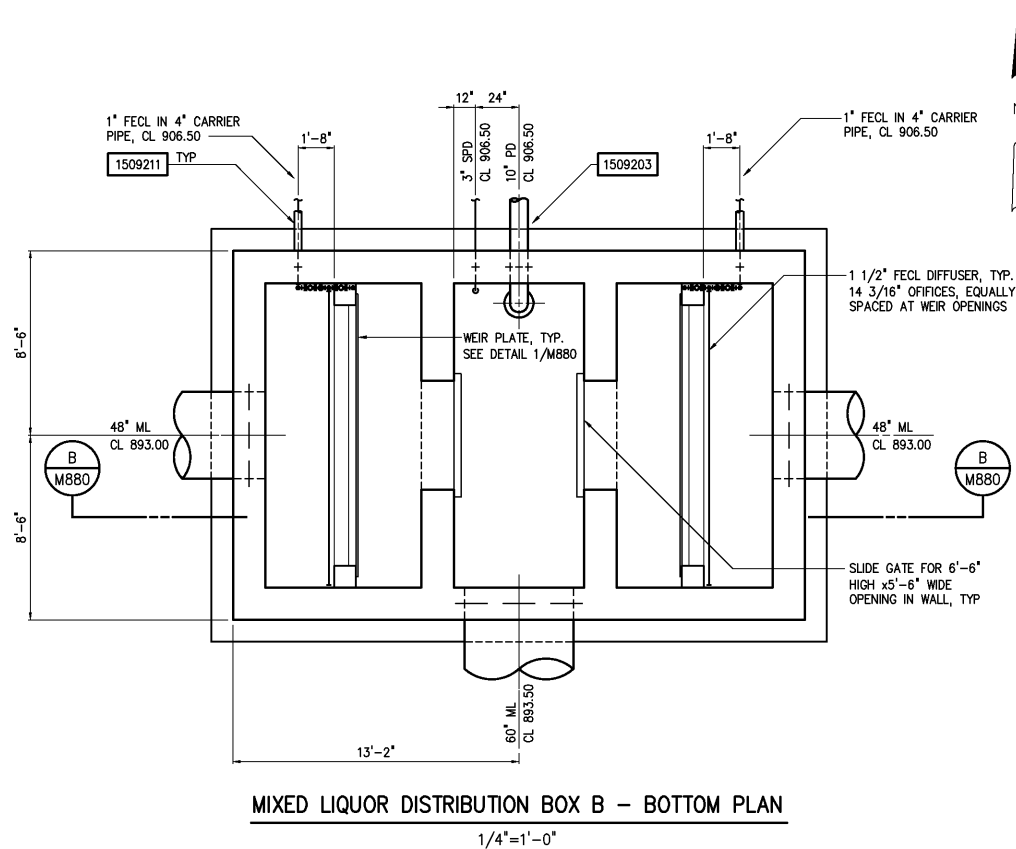 12" 24"
1" FECL IN 4" CARRIER
PIPE, CL 906.50
1'-8"
1509211 TYP
3" SPD
CL 906.50
10" PD
CL 906.50
1509203
1'-8"
1" FECL IN 4" CARRIER
PIPE, CL 906.50
1 1/2" FECL DIFFUSER, TYP.
14 3/16" OFIFICES, EQUALLY
SPACED AT WEIR OPENINGS
WEIR PLATE, TYP.
SEE DETAIL 1/M880
8'-6"
48" ML
CL 893.00
48" ML
CL 893.00
B
M880
B
M880
8'-6"
SLIDE GATE FOR 6'-6"
HIGH x5'-6" WIDE
OPENING IN WALL, TYP
60" ML
CL 893.50
13'-2"
MIXED LIQUOR DISTRIBUTION BOX B - BOTTOM PLAN
1/4"=1'-0"